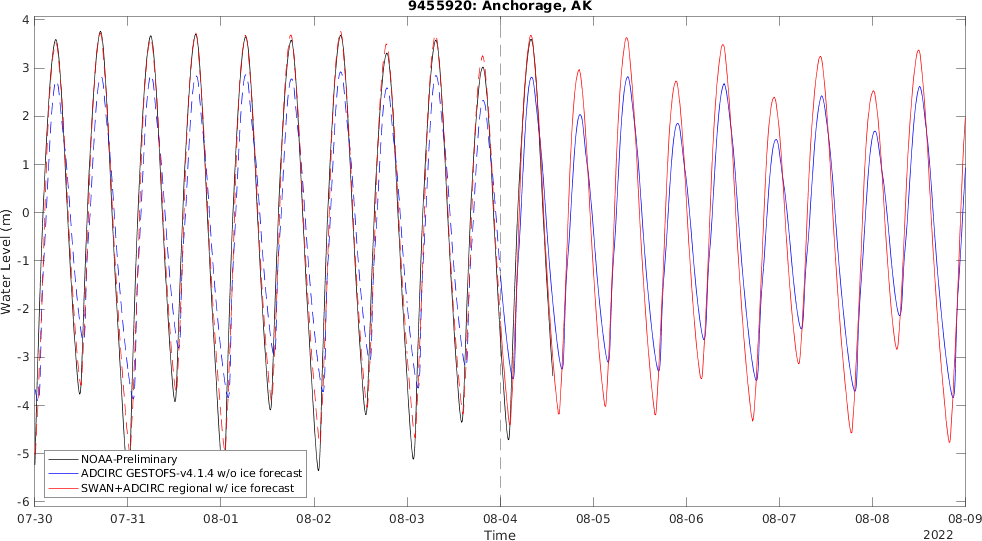 9455920: Anchorage, AK
Water Level (m)
4
3
2
1
0
-1
-2
-3
-4
-5
-6
NOAA-Preliminary
ADCIRC GESTOFS-v4.1.4 w/o ice forecast
SWAN+ADCIRC regional w/ ice forecast
07-30 07-31 08-01 08-02 08-03 08-04 08-05 08-06 08-07 08-08 08-09
Time
2022